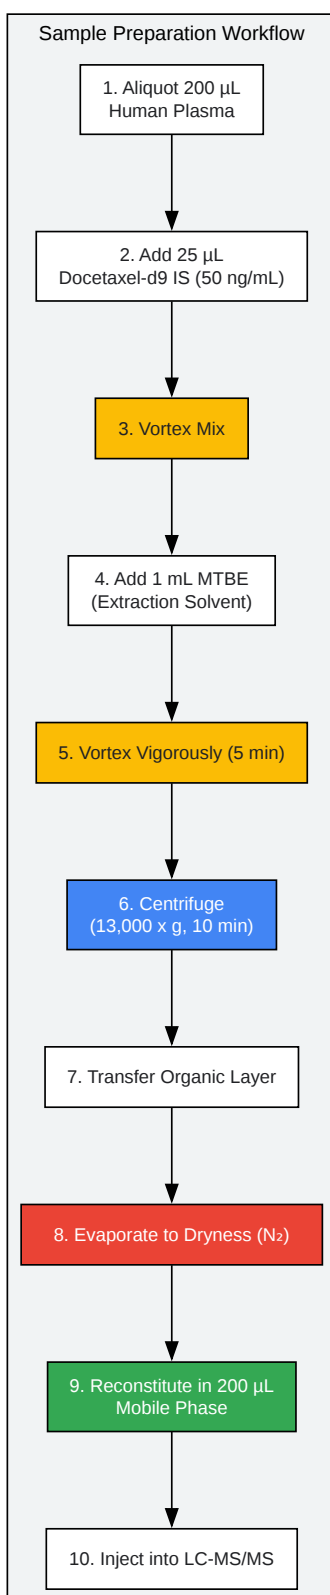 Sample Preparation Workflow
1. Aliquot 200 µL
Human Plasma
2. Add 25 µL
Docetaxel-d9 IS (50 ng/mL)
3. Vortex Mix
4. Add 1 mL MTBE
(Extraction Solvent)
5. Vortex Vigorously (5 min)
6. Centrifuge
(13,000 x g, 10 min)
7. Transfer Organic Layer
8. Evaporate to Dryness (N₂)
9. Reconstitute in 200 µL
Mobile Phase
10. Inject into LC-MS/MS